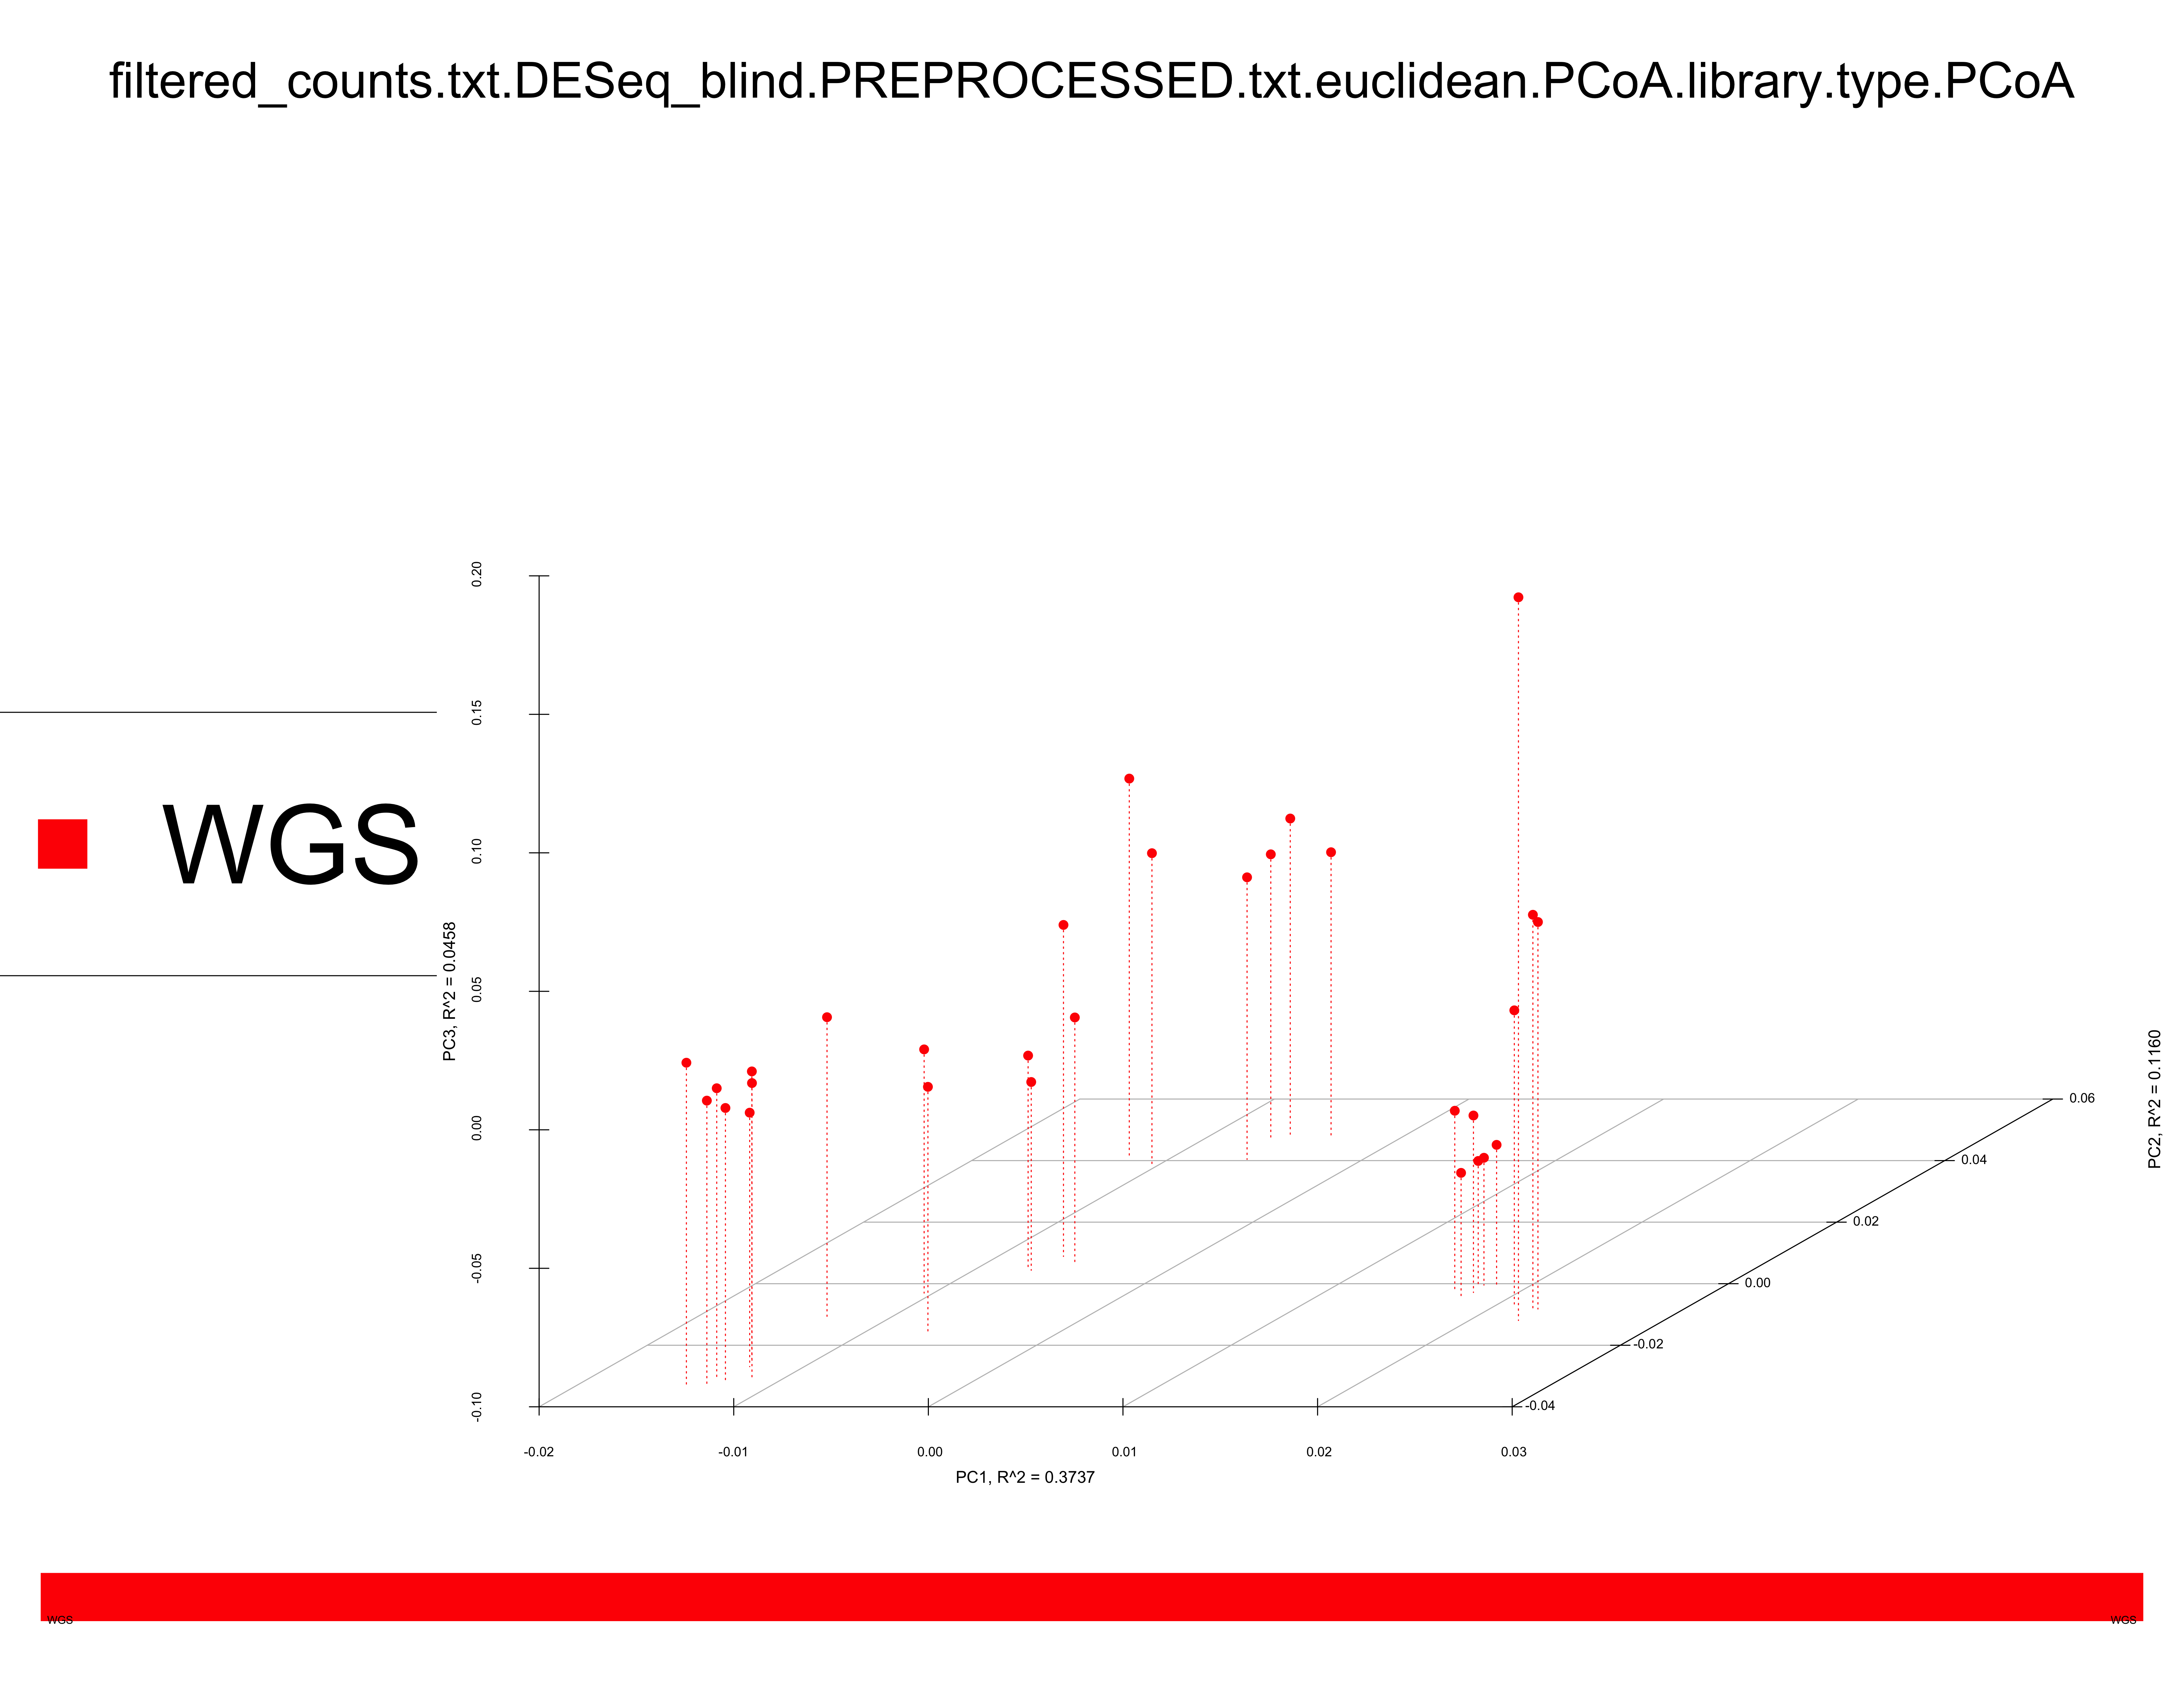 filtered_counts.txt.DESeq_blind.PREPROCESSED.txt.euclidean.PCoA.library.type.PCoA
WGS
PC3, R^2 = 0.0458
0.20
0.15
0.10
0.05
0.00
-0.05
-0.10
-0.02
-0.01
0.00
0.01
0.02
0.03
PC1, R^2 = 0.3737
-0.04
-0.02
0.00
0.02
0.04
0.06
PC2, R^2 = 0.1160
WGS
WGS